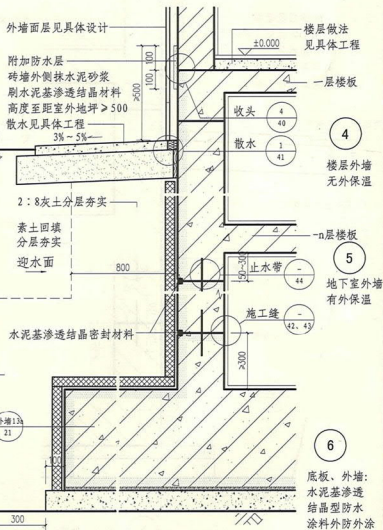 外墙面层见具体设计
楼层做法
见具体工程
±0.000
附加防水层
砖墙外侧抹水泥砂浆
刷水泥基渗透结晶材料
高度至距室外地坪≥500
散水见具体工程
3%~5%
≥500
100
100
一层楼板
收头
4
40
散水
1
41
4
楼层外墙
无外保温
2:8灰土分层夯实
素土回填
分层夯实
迎水面
800
-n层楼板
止水带
-
44
5
地下室外墙
有外保温
水泥基渗透结晶密封材料
施工缝
-
42、43
≥300
21
100
300
6
底板、外墙:
水泥基渗透
结晶型防水
涂料外防外涂